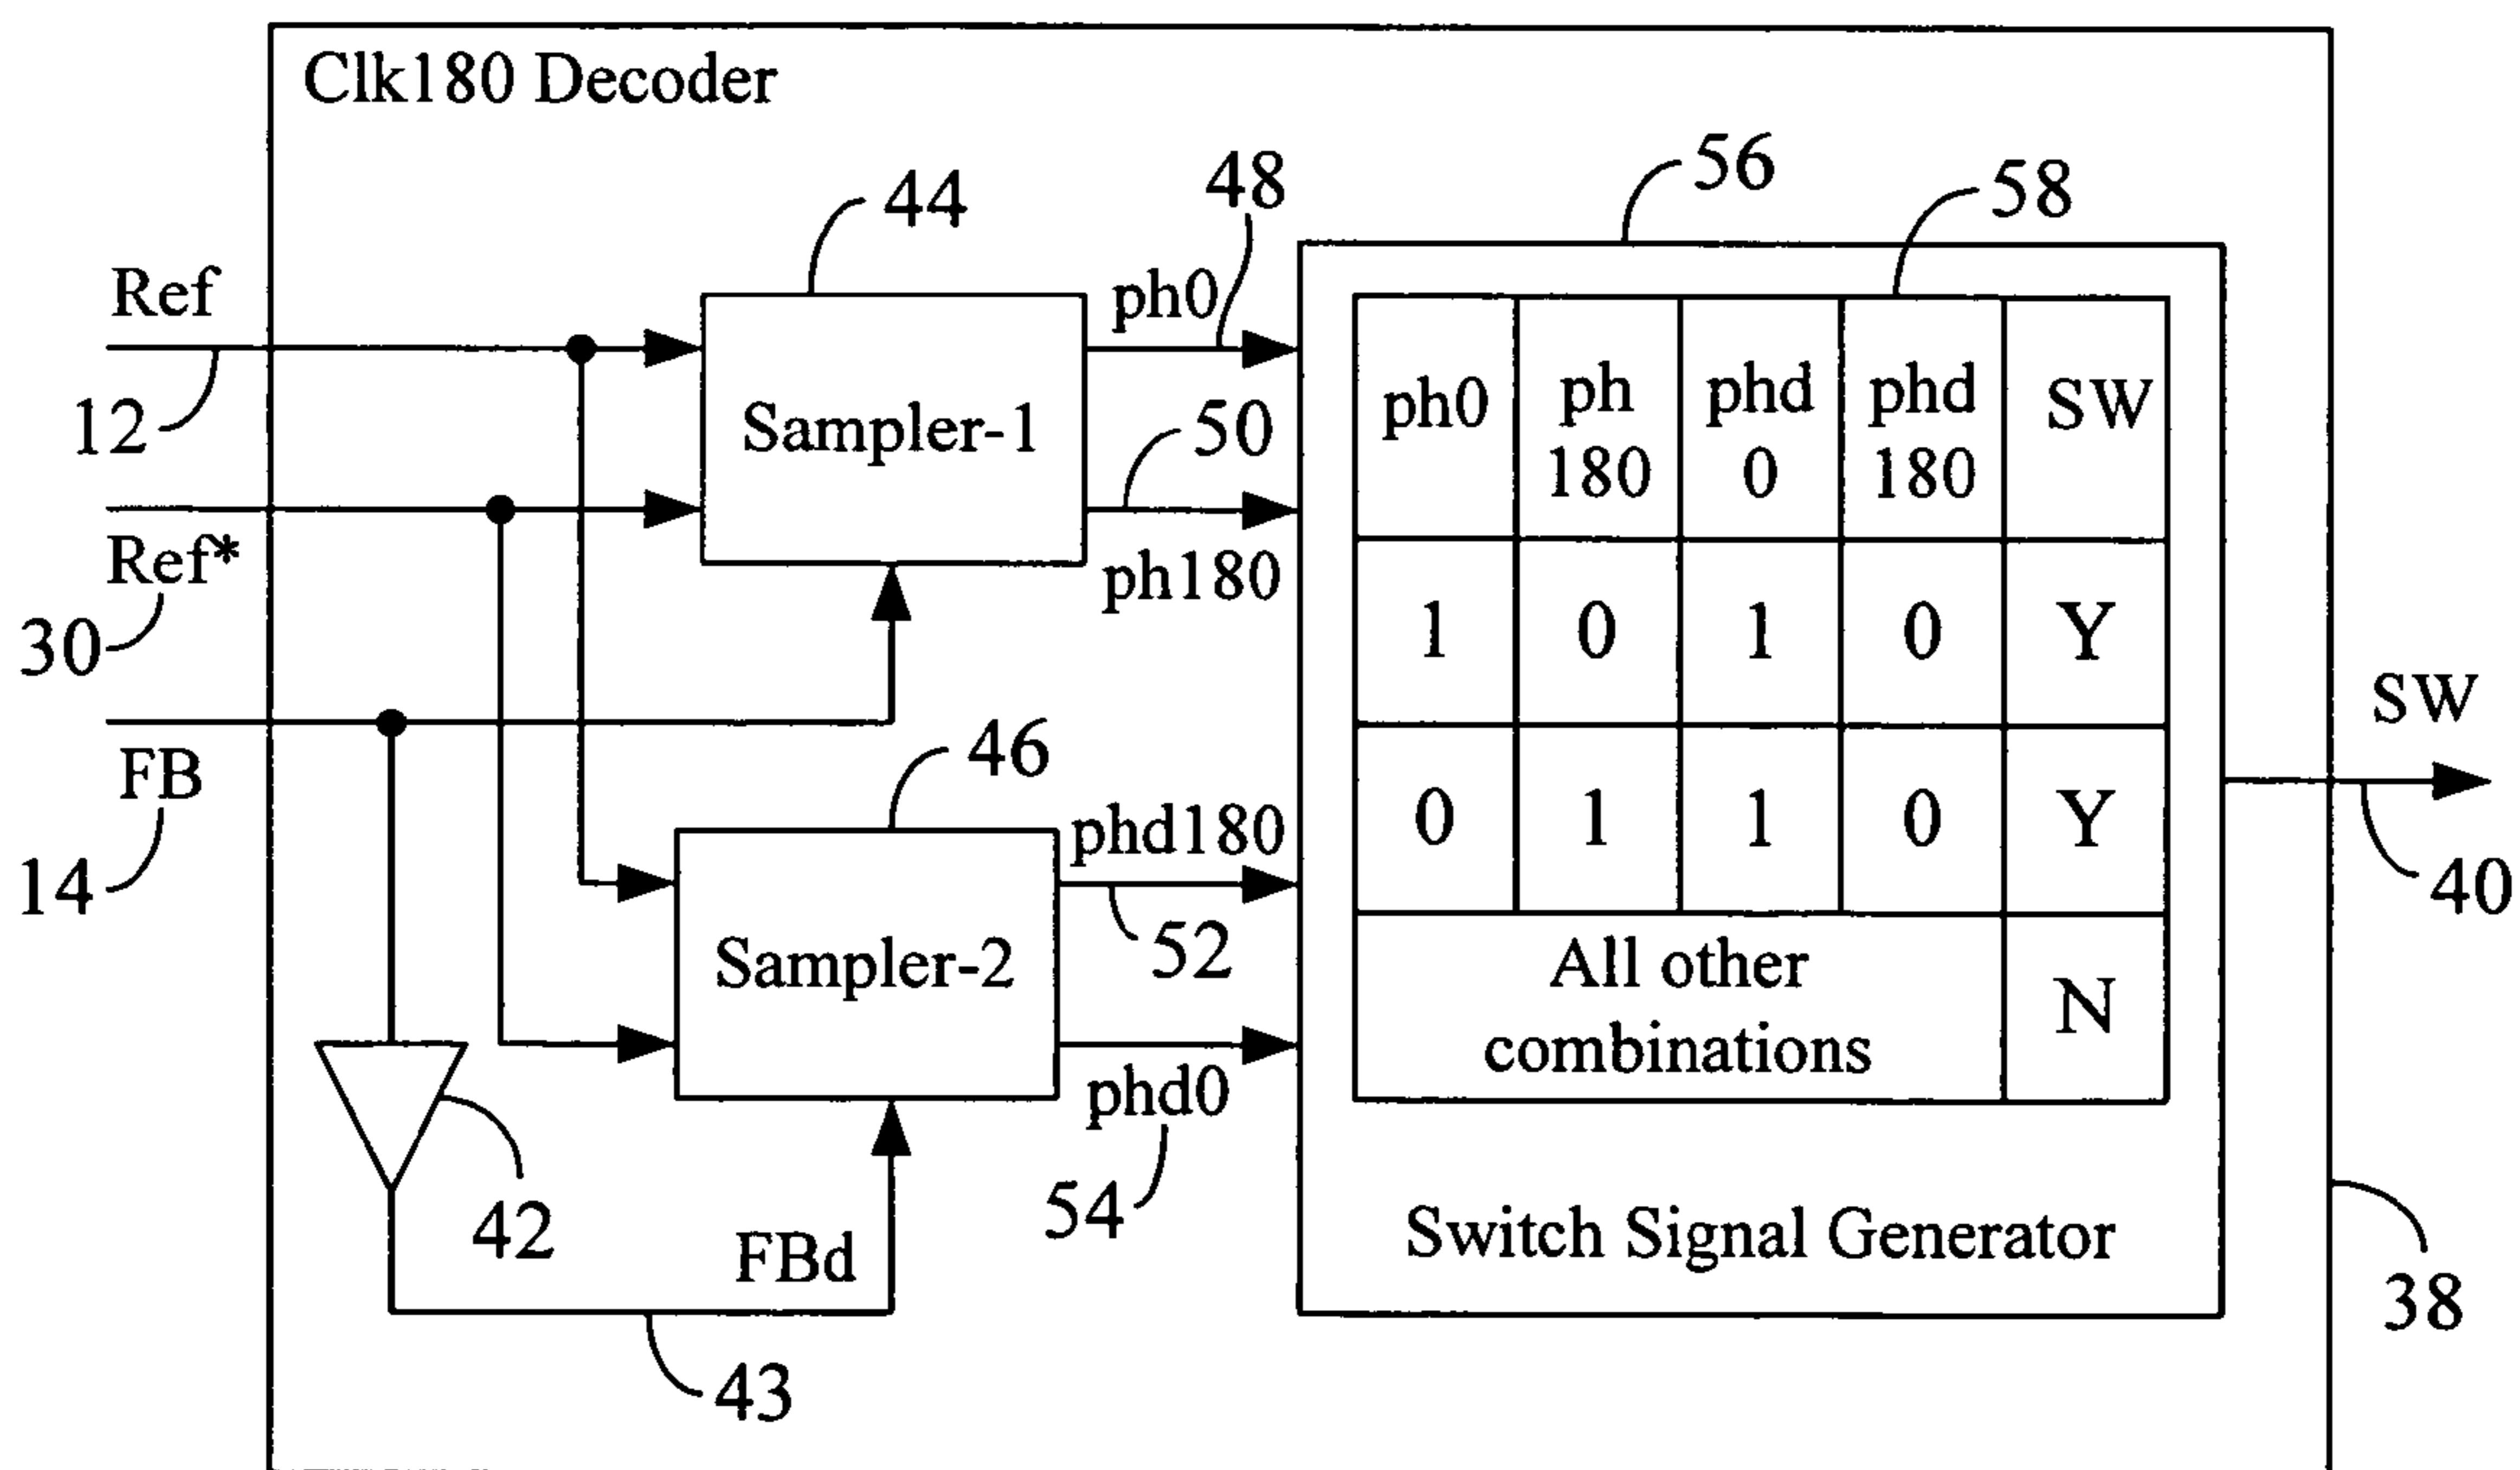 Clk180 Decoder
56
48
58
44
Ref
ph0
12
Sampler-1
50
Ref*
ph180
30
FB
14
46
phd180
52
Sampler-2
phd0
54
42
FBd
43
ph0 ph 180 phd 0 phd 180 SW
1 0 1 0 Y
0 1 1 0 Y
All other
combinations
N
Switch Signal Generator
SW
40
38